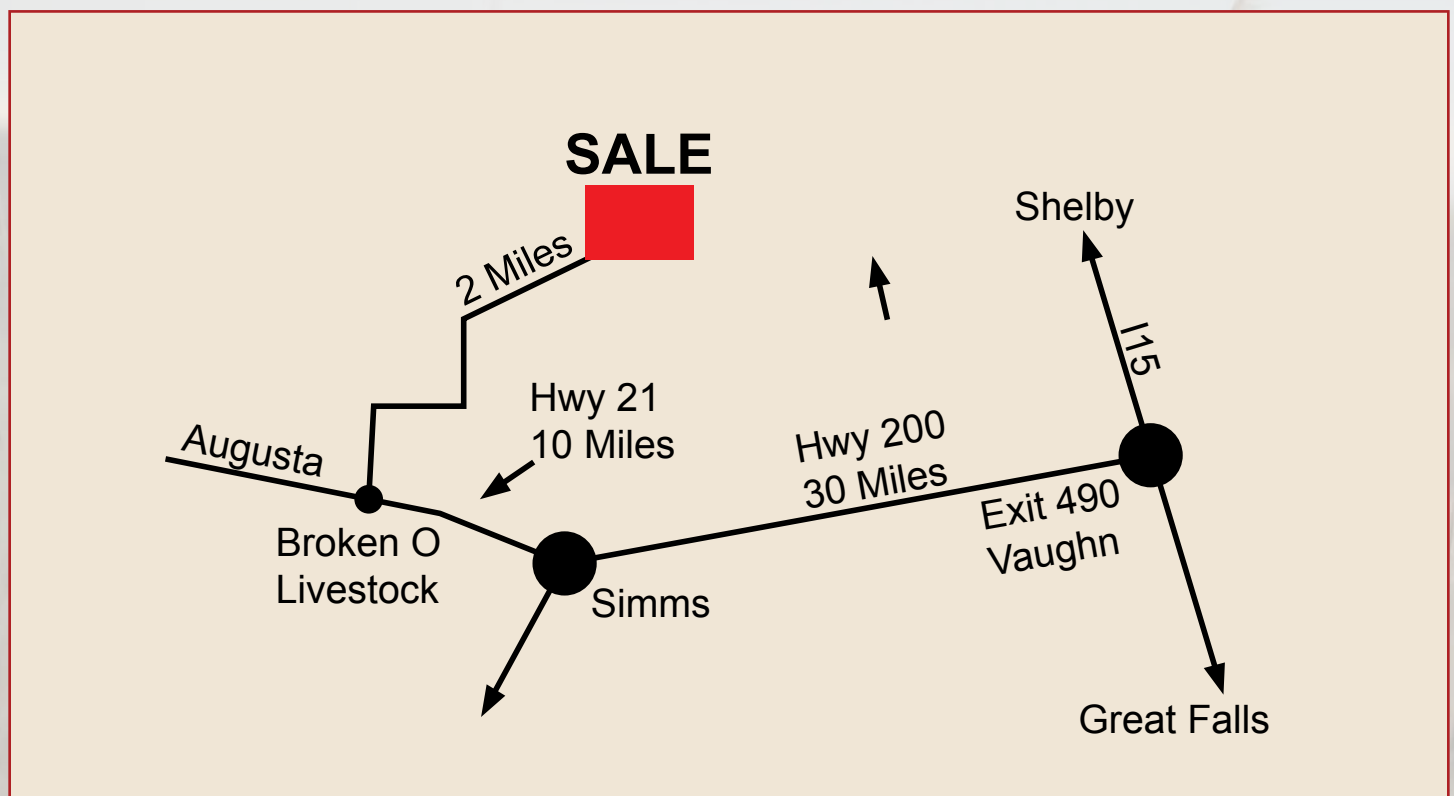 SALE
2 Miles
Shelby
I15
Hwy 21
10 Miles
Augusta
Hwy 200
30 Miles
Exit 490
Vaughn
Broken O
Livestock
Simms
Great Falls